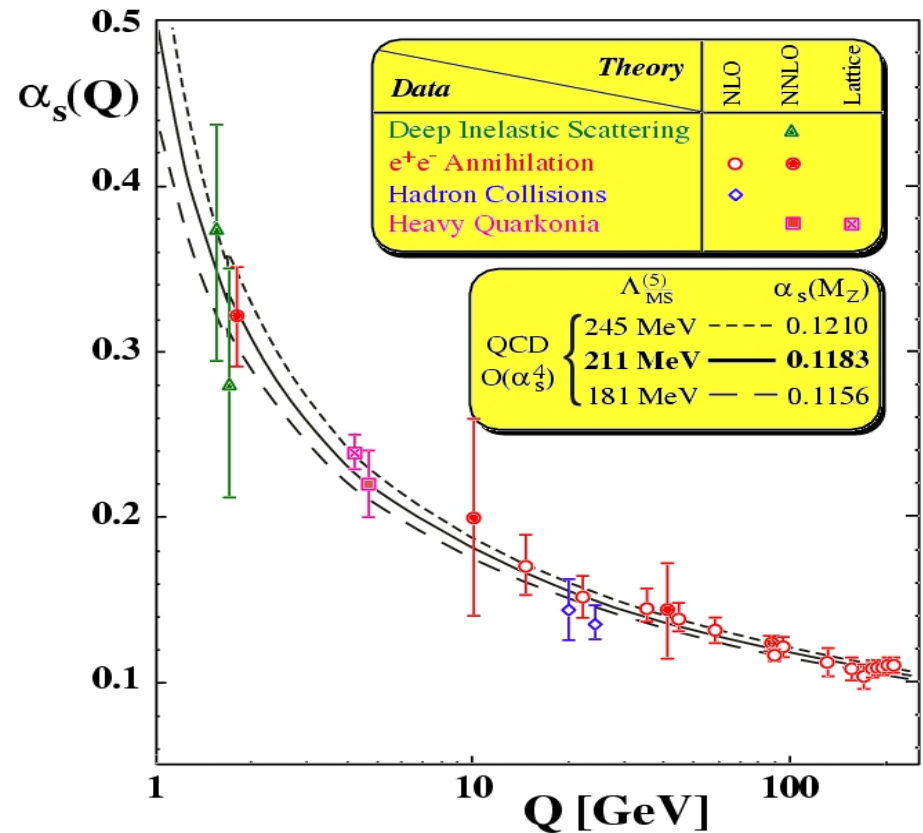 0.5
α_s(Q)
0.4
0.3
0.2
0.1
Theory
Data
NLO
NNLO
Lattice
Deep Inelastic Scattering
e⁺e⁻ Annihilation
Hadron Collisions
Heavy Quarkonia
Λ_MS^(5) α_s(M_Z)
QCD
O(α_s^4)
245 MeV 0.1210
211 MeV 0.1183
181 MeV 0.1156
1 10 100
Q [GeV]